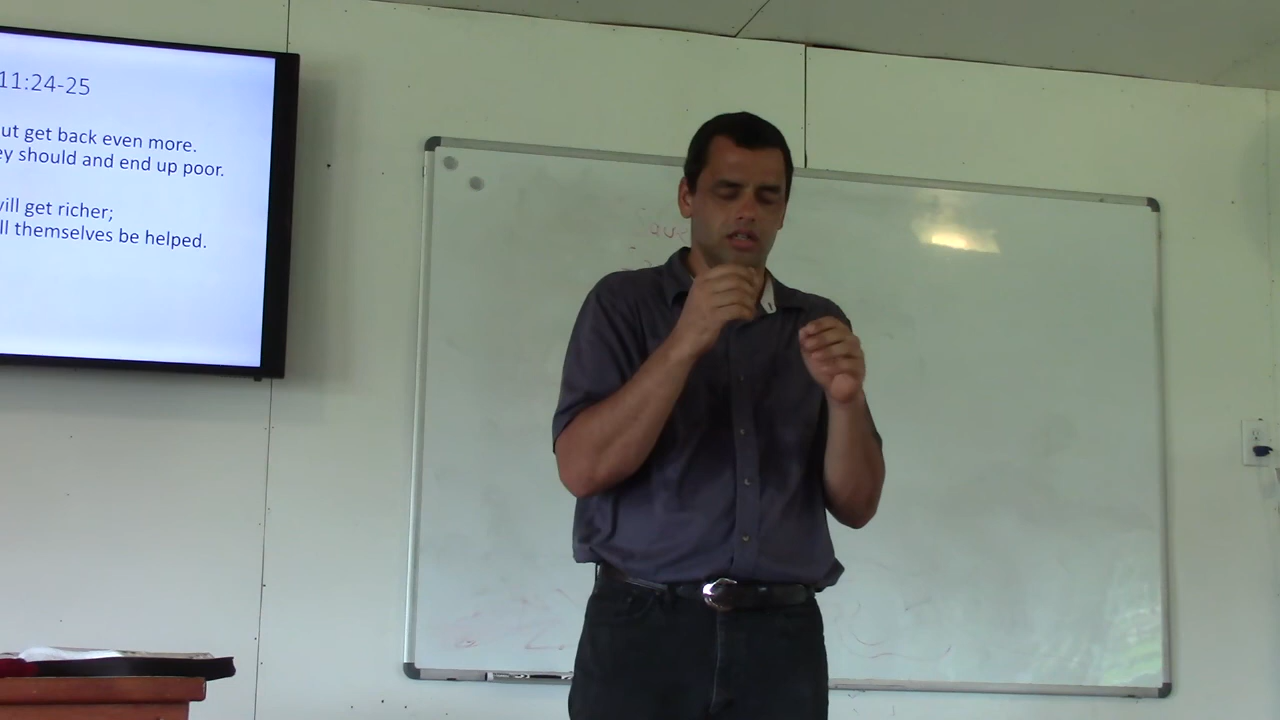 11:24-25
ut get back even more.
ey should and end up poor.
will get richer;
ll themselves be helped.